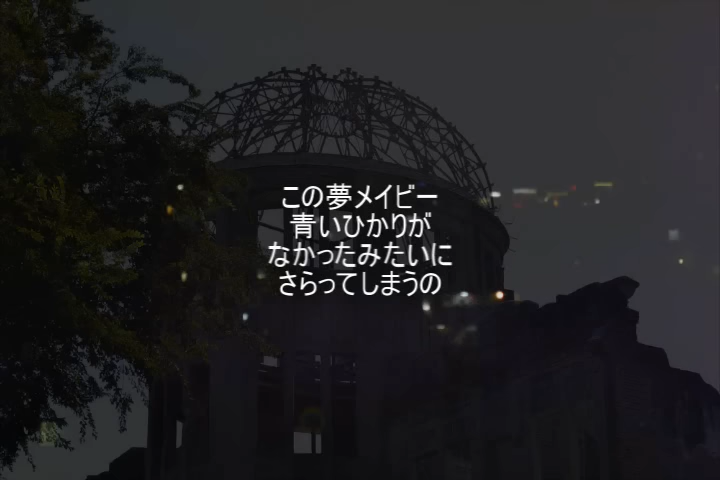 この夢メイビー
青いひかりが
なかったみたいに
さらってしまうの